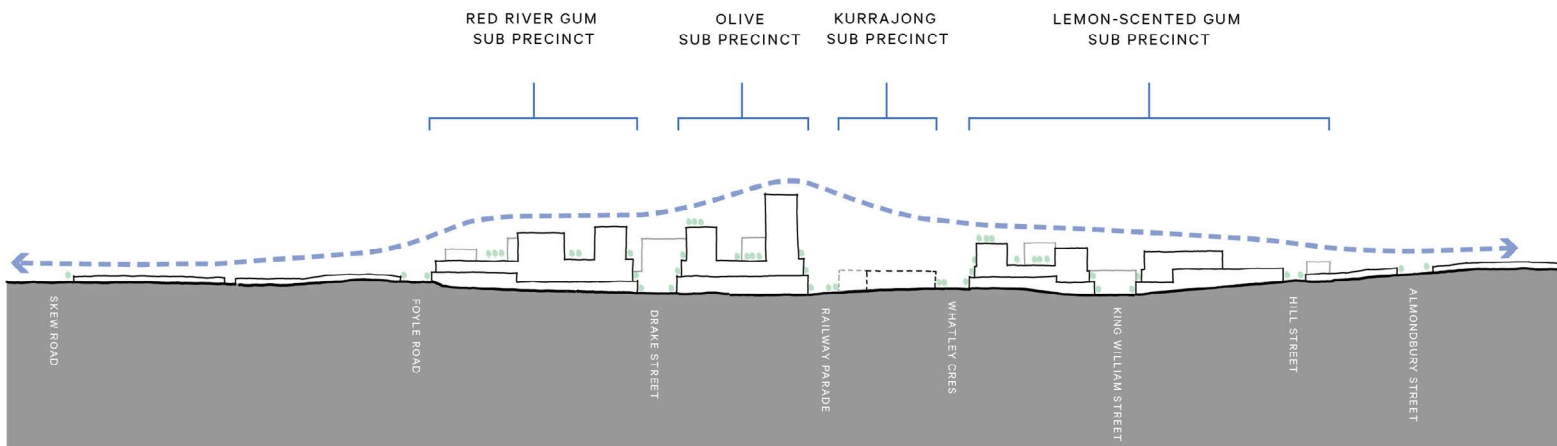 RED RIVER GUM
SUB PRECINCT
OLIVE
SUB PRECINCT
KURRAJONG
SUB PRECINCT
LEMON-SCENTED GUM
SUB PRECINCT
SKEW ROAD
FOYLE ROAD
DRAKE STREET
RAILWAY PARADE
WHATLEY CRES
KING WILLIAM STREET
HILL STREET
ALMONDBURY STREET